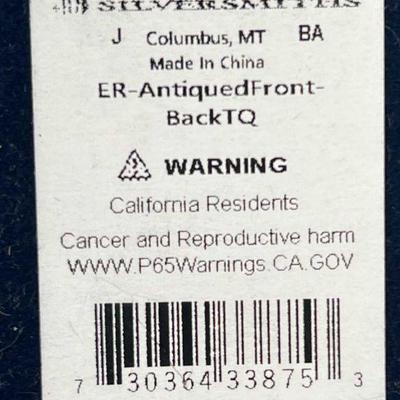 SILVERSMITHS
J Columbus, MT BA
Made In China
ER-AntiquedFront-
BackTQ
WARNING
California Residents
Cancer and Reproductive harm
WWW.P65Warnings.CA.GOV
7 30364 33875 3